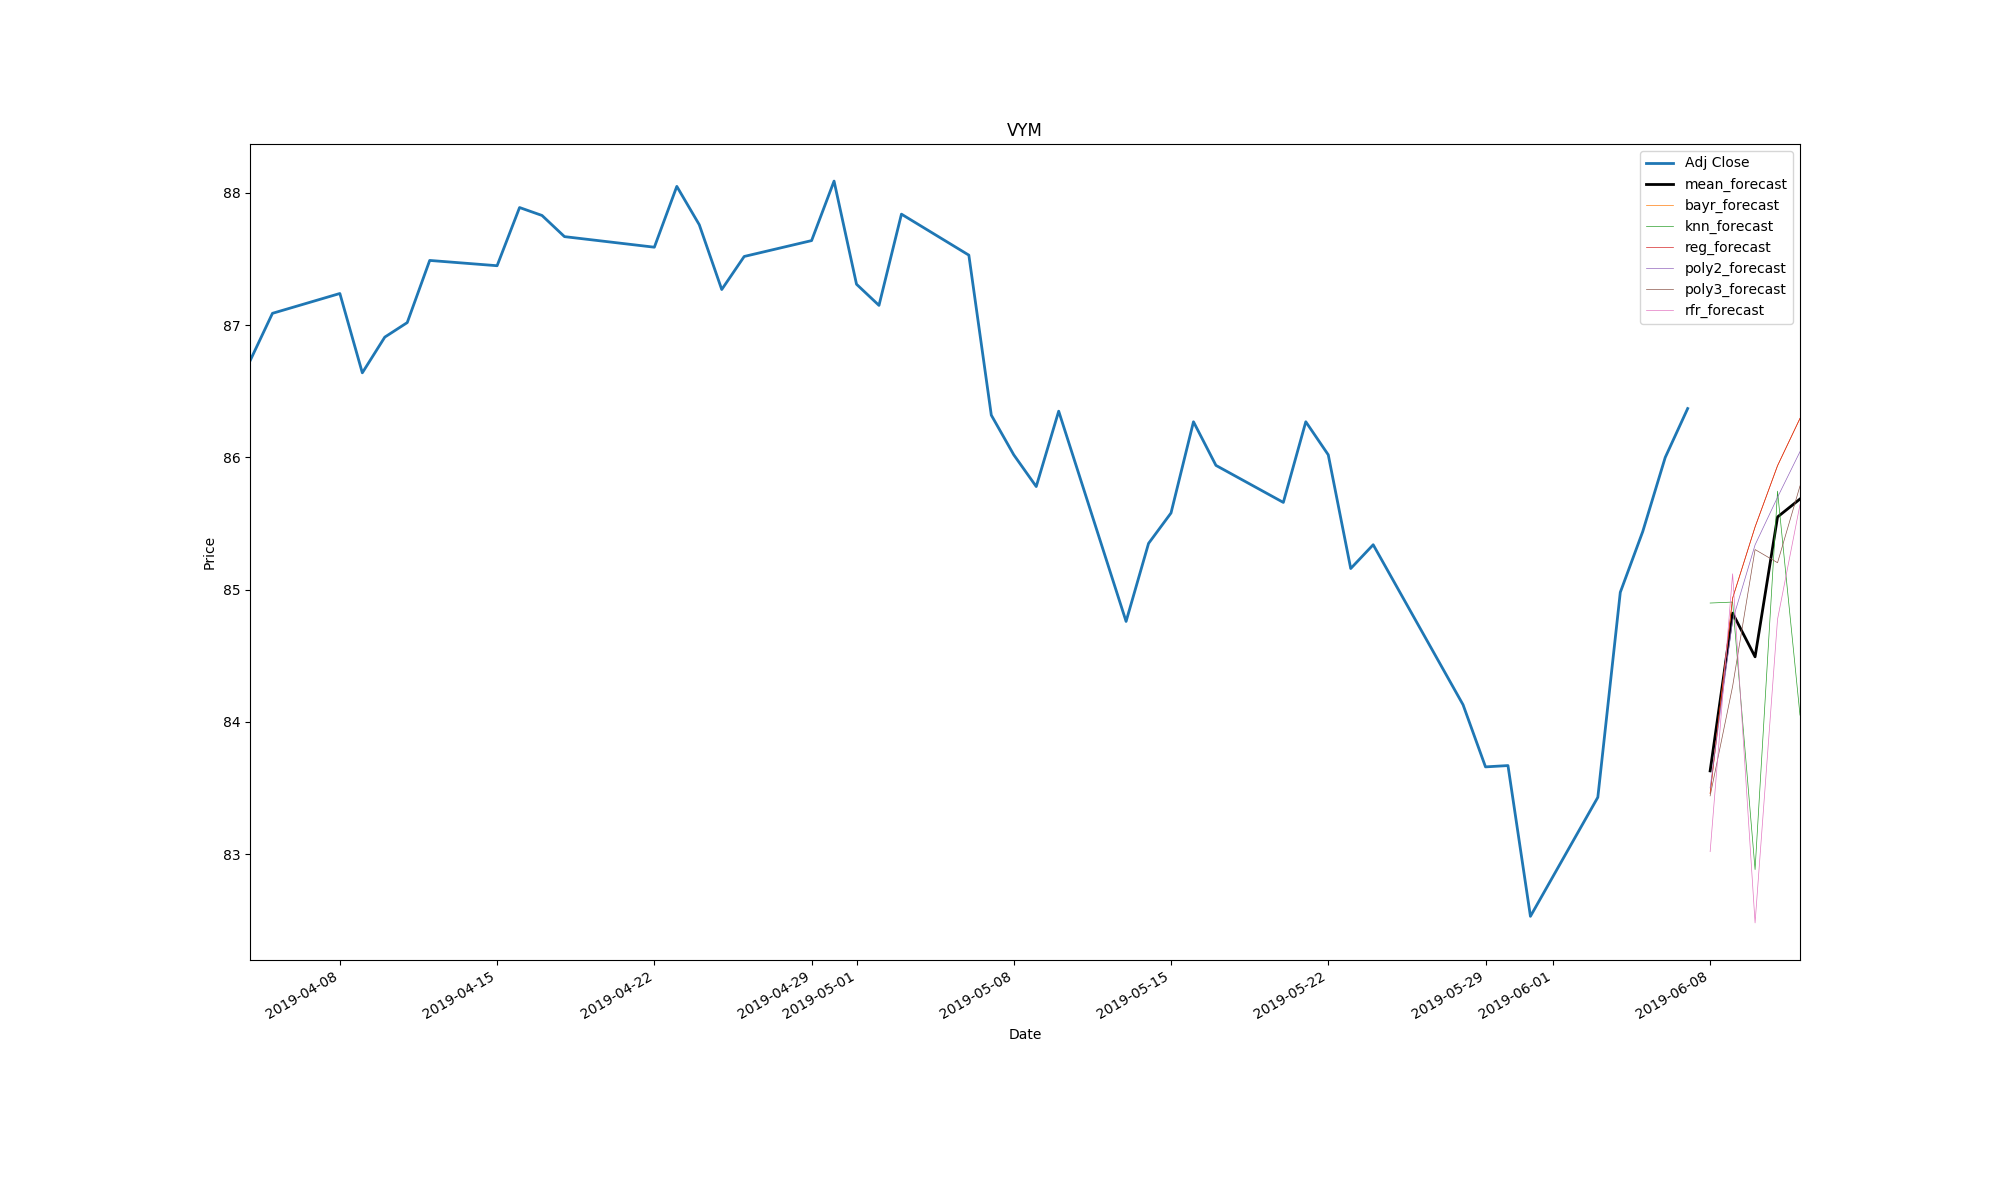 VYM
Adj Close
mean_forecast
bayr_forecast
knn_forecast
reg_forecast
poly2_forecast
poly3_forecast
rfr_forecast
88
87
86
85
84
83
Price
2019-04-08
2019-04-15
2019-04-22
2019-04-29
2019-05-01
2019-05-08
2019-05-15
2019-05-22
2019-05-29
2019-06-01
2019-06-08
Date